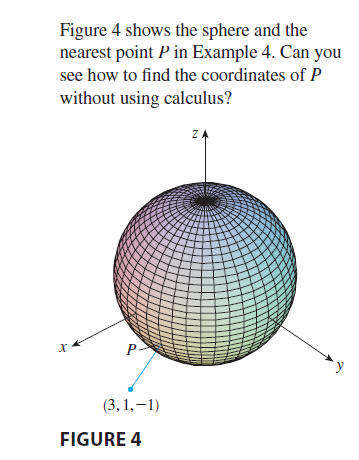 Figure 4 shows the sphere and the
nearest point P in Example 4. Can you
see how to find the coordinates of P
without using calculus?
z
x
P
y
(3, 1, −1)
FIGURE 4